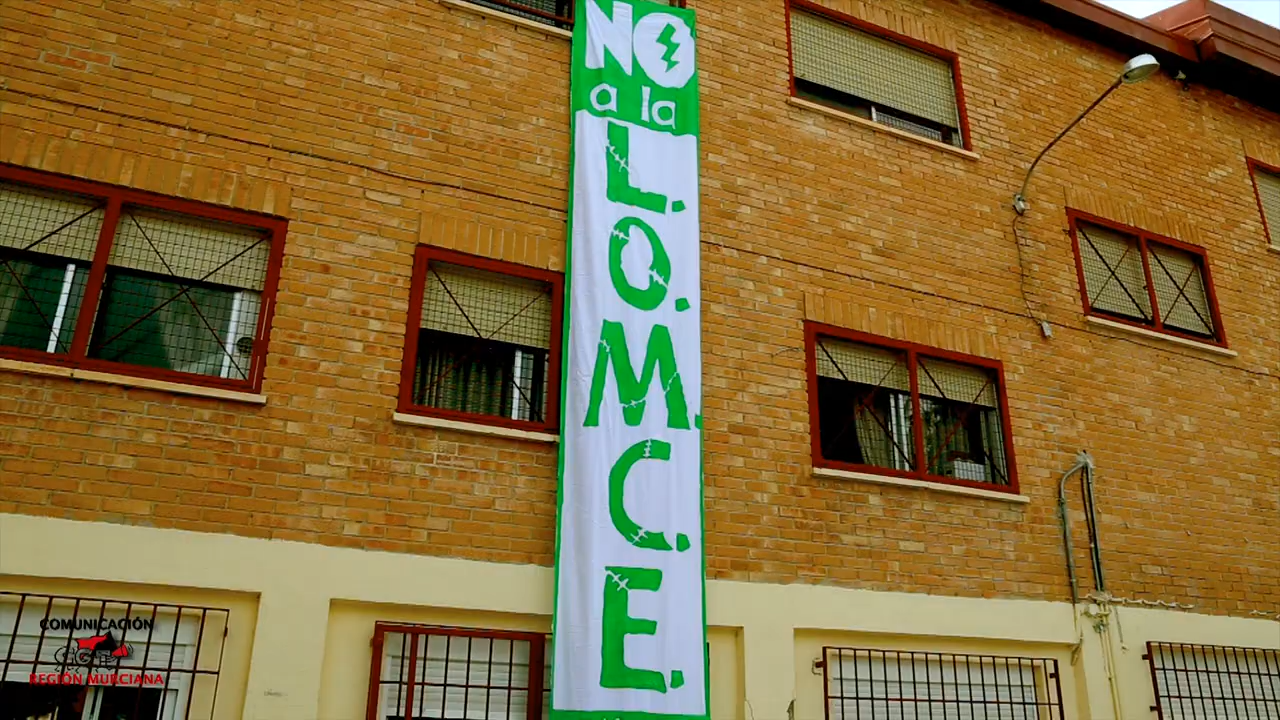 NO
a la
L.
O.
M.
C.
E.
COMUNICACIÓN
CGT
REGIÓN MURCIANA